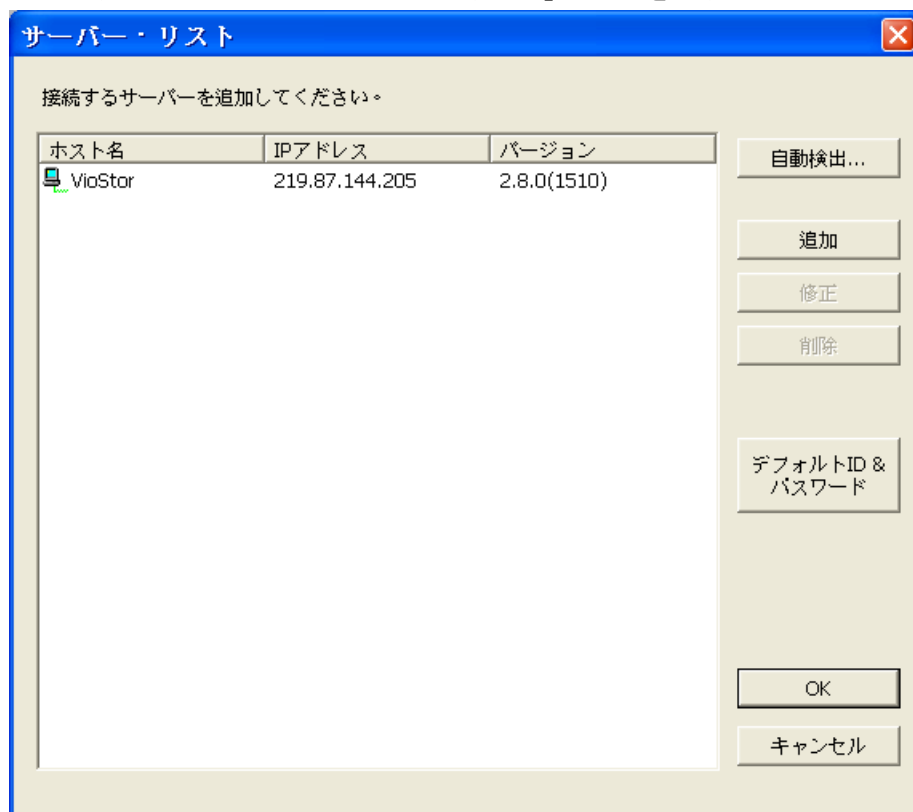 サーバー・リスト
接続するサーバーを追加してください。
ホスト名 IPアドレス バージョン
VioStor 219.87.144.205 2.8.0(1510)
自動検出...
追加
修正
削除
デフォルトID &
パスワード
OK
キャンセル